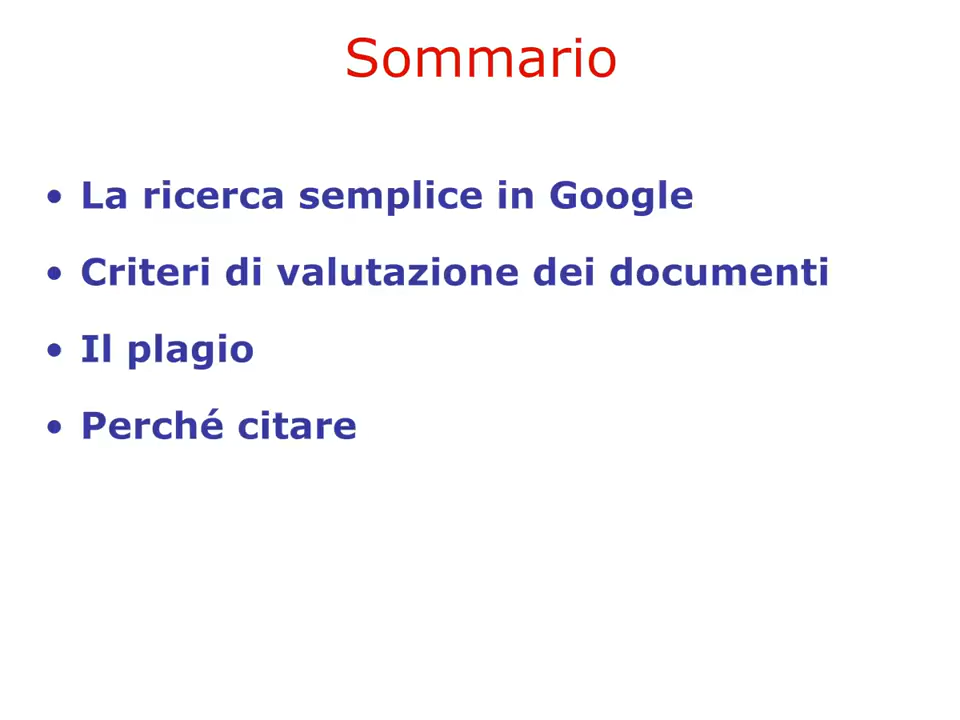 Sommario
• La ricerca semplice in Google
• Criteri di valutazione dei documenti
• Il plagio
• Perché citare